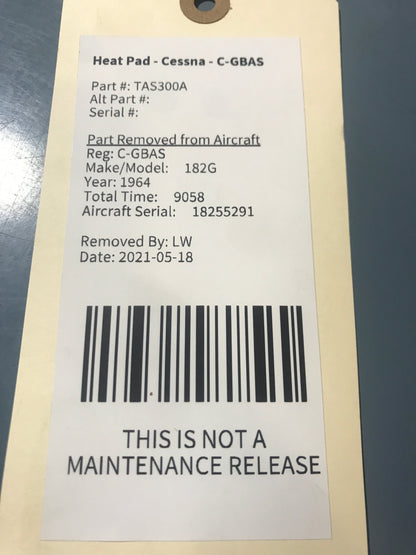 Heat Pad - Cessna - C-GBAS
Part #: TAS300A
Alt Part #:
Serial #:
Part Removed from Aircraft
Reg: C-GBAS
Make/Model: 182G
Year: 1964
Total Time: 9058
Aircraft Serial: 18255291
Removed By: LW
Date: 2021-05-18
THIS IS NOT A
MAINTENANCE RELEASE